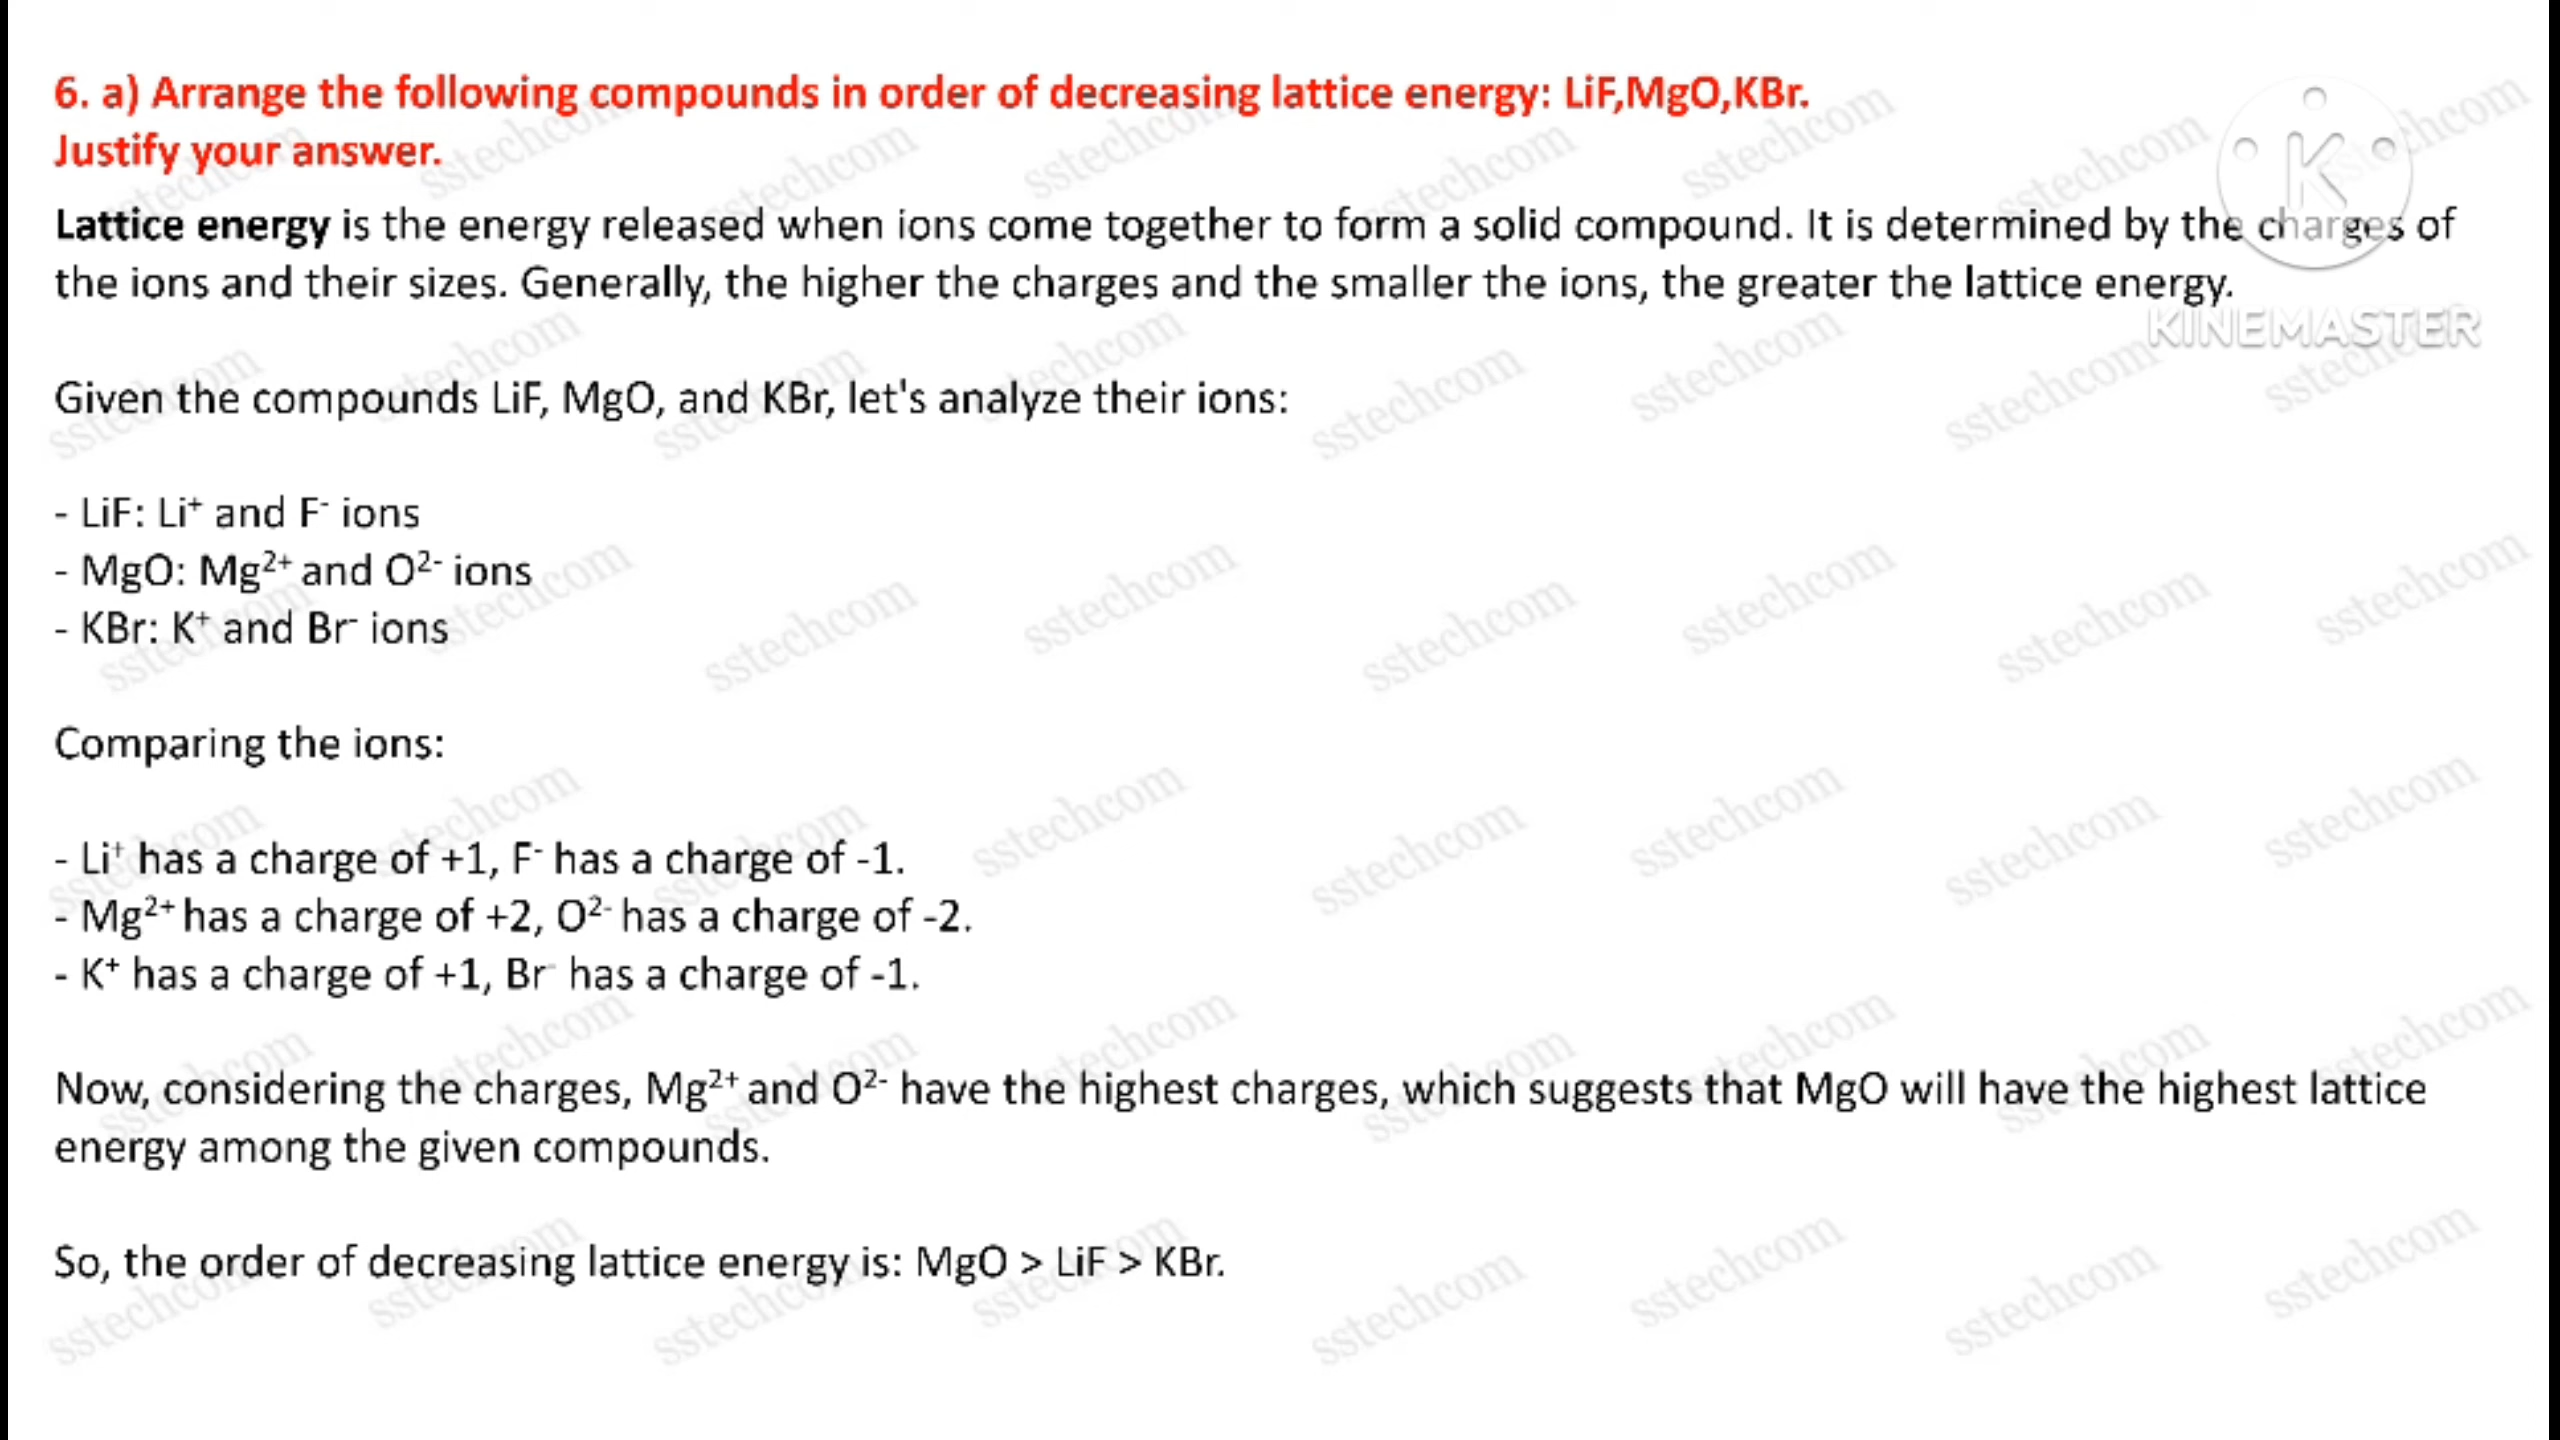 6. a) Arrange the following compounds in order of decreasing lattice energy: LiF,MgO,KBr.
Justify your answer.
Lattice energy is the energy released when ions come together to form a solid compound. It is determined by the charges of
the ions and their sizes. Generally, the higher the charges and the smaller the ions, the greater the lattice energy.
K
KINEMASTER
Given the compounds LiF, MgO, and KBr, let's analyze their ions:
- LiF: Li⁺ and F⁻ ions
- MgO: Mg²⁺ and O²⁻ ions
- KBr: K⁺ and Br⁻ ions
Comparing the ions:
- Li⁺ has a charge of +1, F⁻ has a charge of -1.
- Mg²⁺ has a charge of +2, O²⁻ has a charge of -2.
- K⁺ has a charge of +1, Br⁻ has a charge of -1.
Now, considering the charges, Mg²⁺ and O²⁻ have the highest charges, which suggests that MgO will have the highest lattice
energy among the given compounds.
So, the order of decreasing lattice energy is: MgO > LiF > KBr.
sstechcom